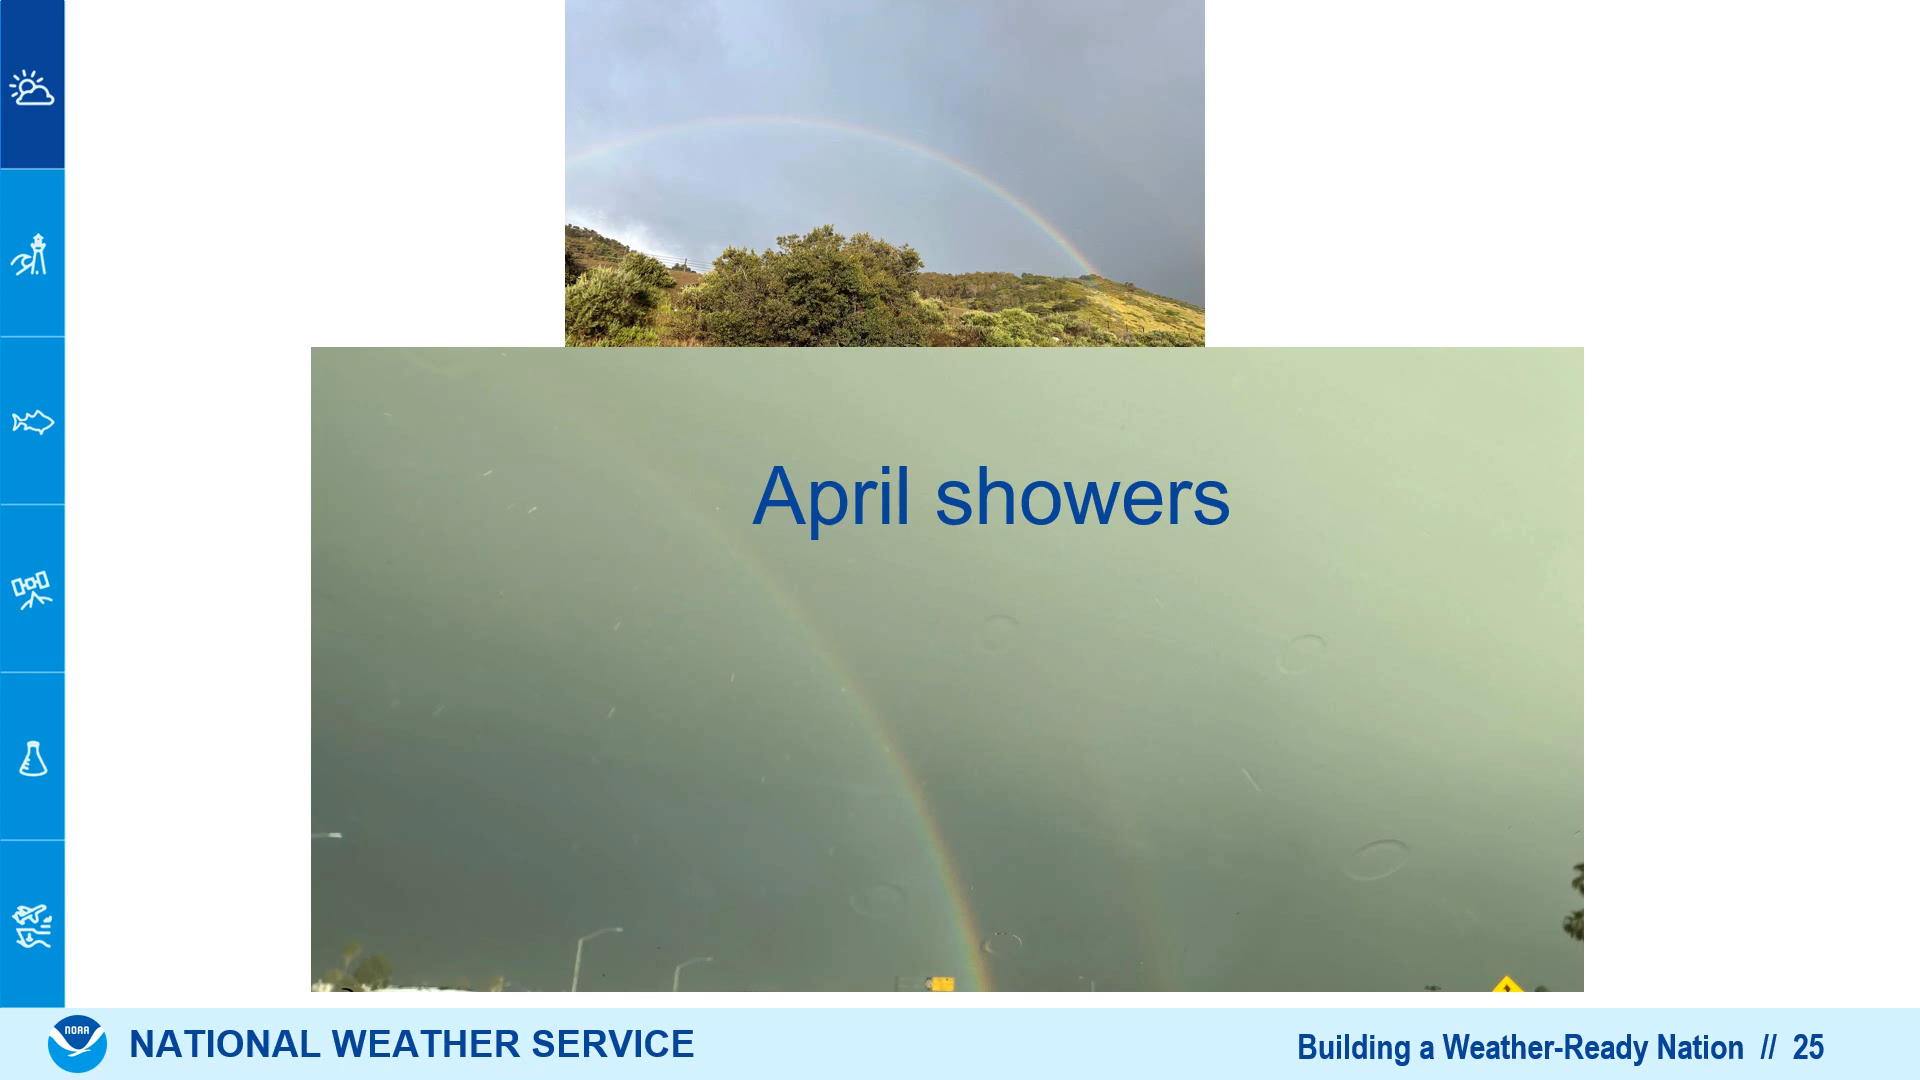 April showers
NOAA
NATIONAL WEATHER SERVICE
Building a Weather-Ready Nation // 25